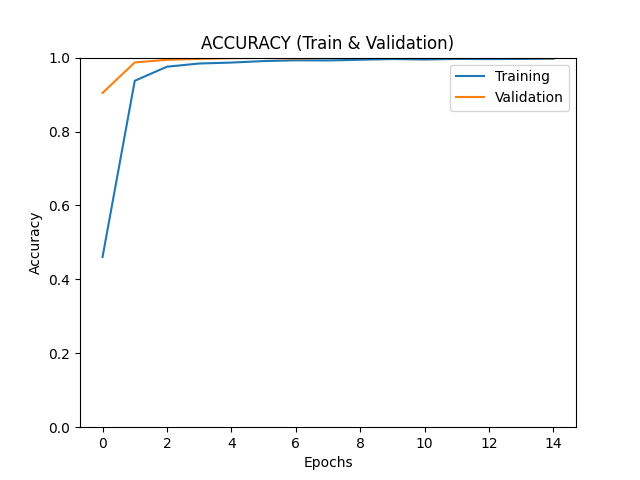 ACCURACY (Train & Validation)
1.0
0.8
0.6
0.4
0.2
0.0
Accuracy
Training
Validation
0 2 4 6 8 10 12 14
Epochs